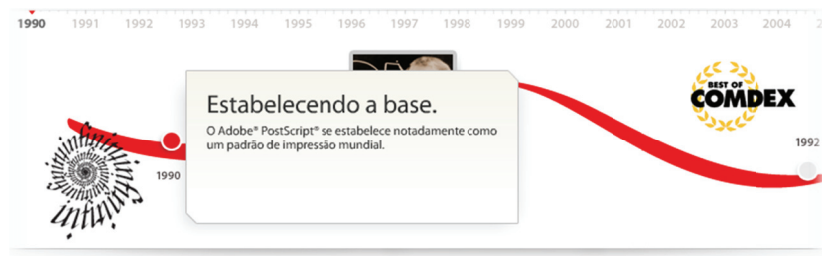 1990 1991 1992 1993 1994 1995 1996 1997 1998 1999 2000 2001 2002 2003 2004
Estabelecendo a base.
O Adobe® PostScript® se estabelece notadamente como
um padrão de impressão mundial.
BEST OF
COMDEX
1992
1990
infinity